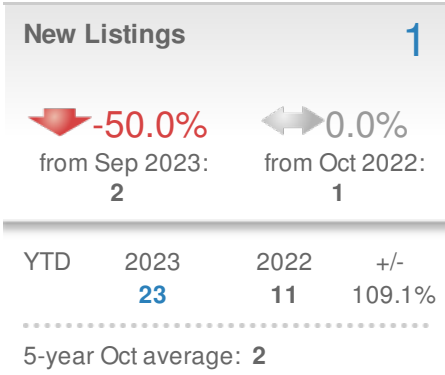 New Listings 1
-50.0% 0.0%
from Sep 2023: from Oct 2022:
2 1
YTD 2023 2022 +/-
23 11 109.1%
5-year Oct average: 2